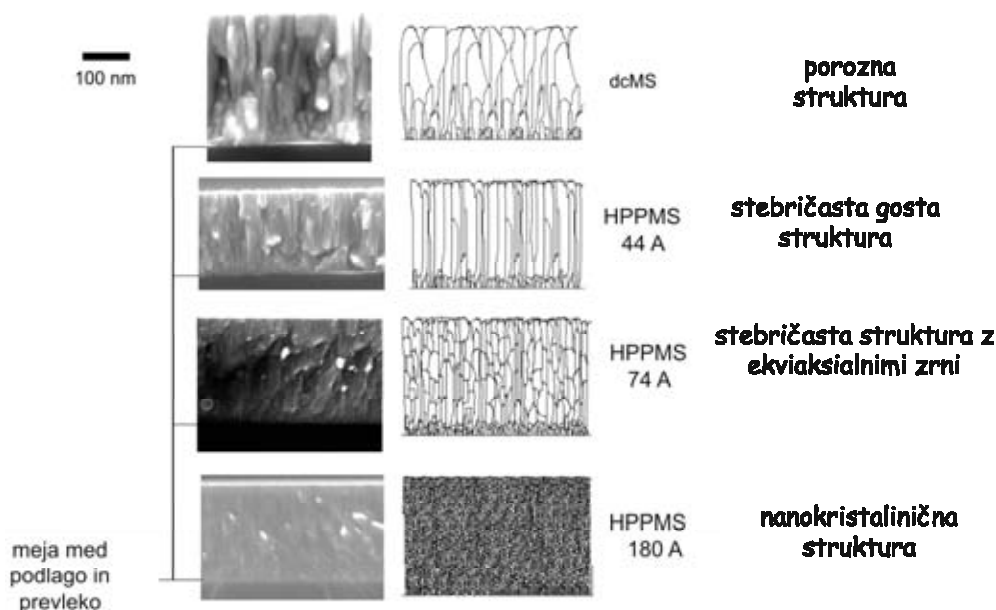 100 nm
dcMS
porozna
struktura
HPPMS
44 A
stebričasta gosta
struktura
HPPMS
74 A
stebričasta struktura z
ekviaksialnimi zrni
HPPMS
180 A
nanokristalinična
struktura
meja med
podlago in
prevleko